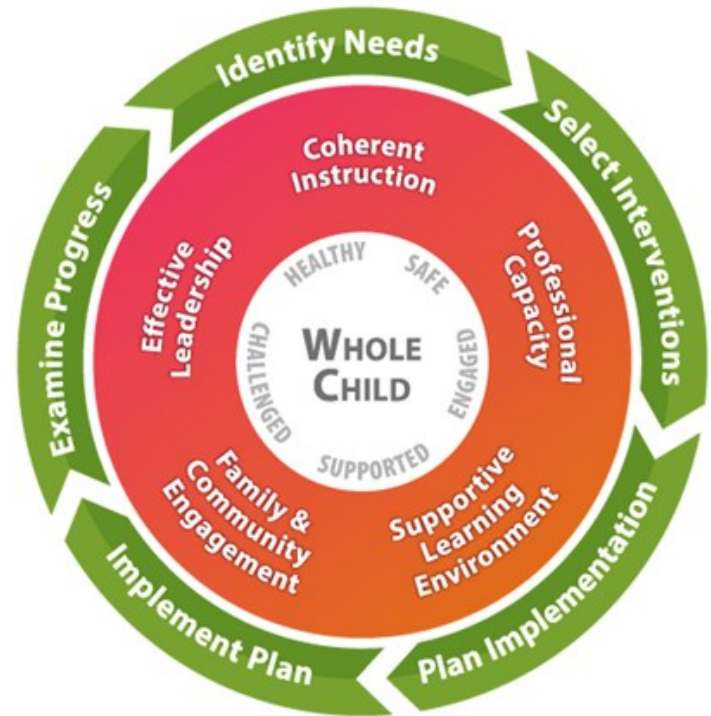 Identify Needs
Select Interventions
Plan Implementation
Implement Plan
Examine Progress
Coherent
Instruction
Professional
Capacity
Supportive
Learning
Environment
Family &
Community
Engagement
Effective
Leadership
HEALTHY
SAFE
ENGAGED
SUPPORTED
CHALLENGED
WHOLE
CHILD